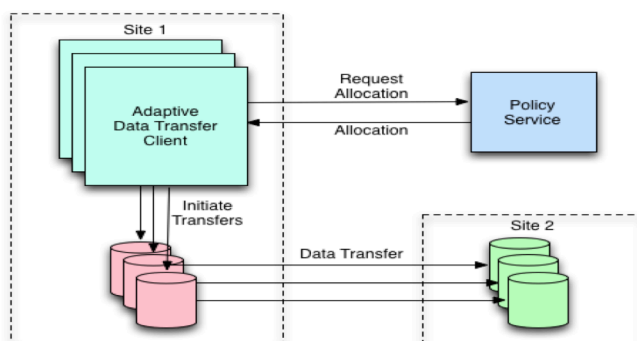 Site 1
Adaptive
Data Transfer
Client
Request
Allocation
Allocation
Policy
Service
Initiate
Transfers
Data Transfer
Site 2